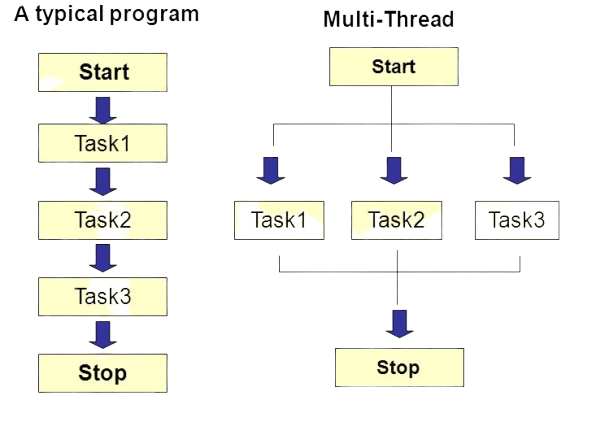 A typical program
Start
Task1
Task2
Task3
Stop
Multi-Thread
Start
Task1 Task2 Task3
Stop